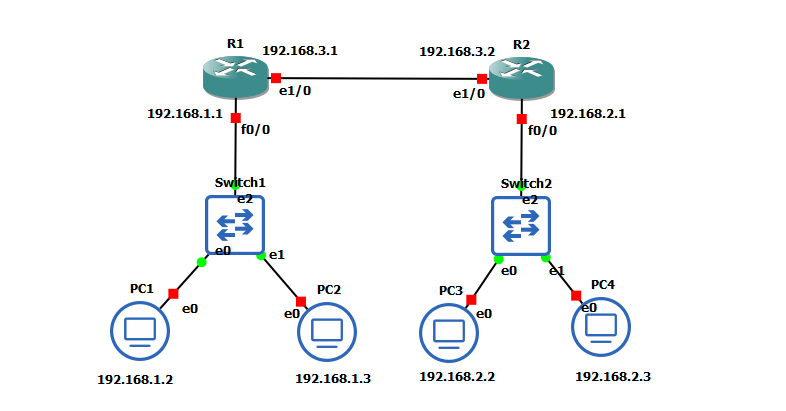 R1
R2
192.168.3.1
192.168.3.2
e1/0
e1/0
192.168.1.1
192.168.2.1
f0/0
f0/0
Switch1
Switch2
e2
e2
e0
e1
e0
e1
PC1
PC2
PC3
PC4
e0
e0
e0
e0
192.168.1.2
192.168.1.3
192.168.2.2
192.168.2.3